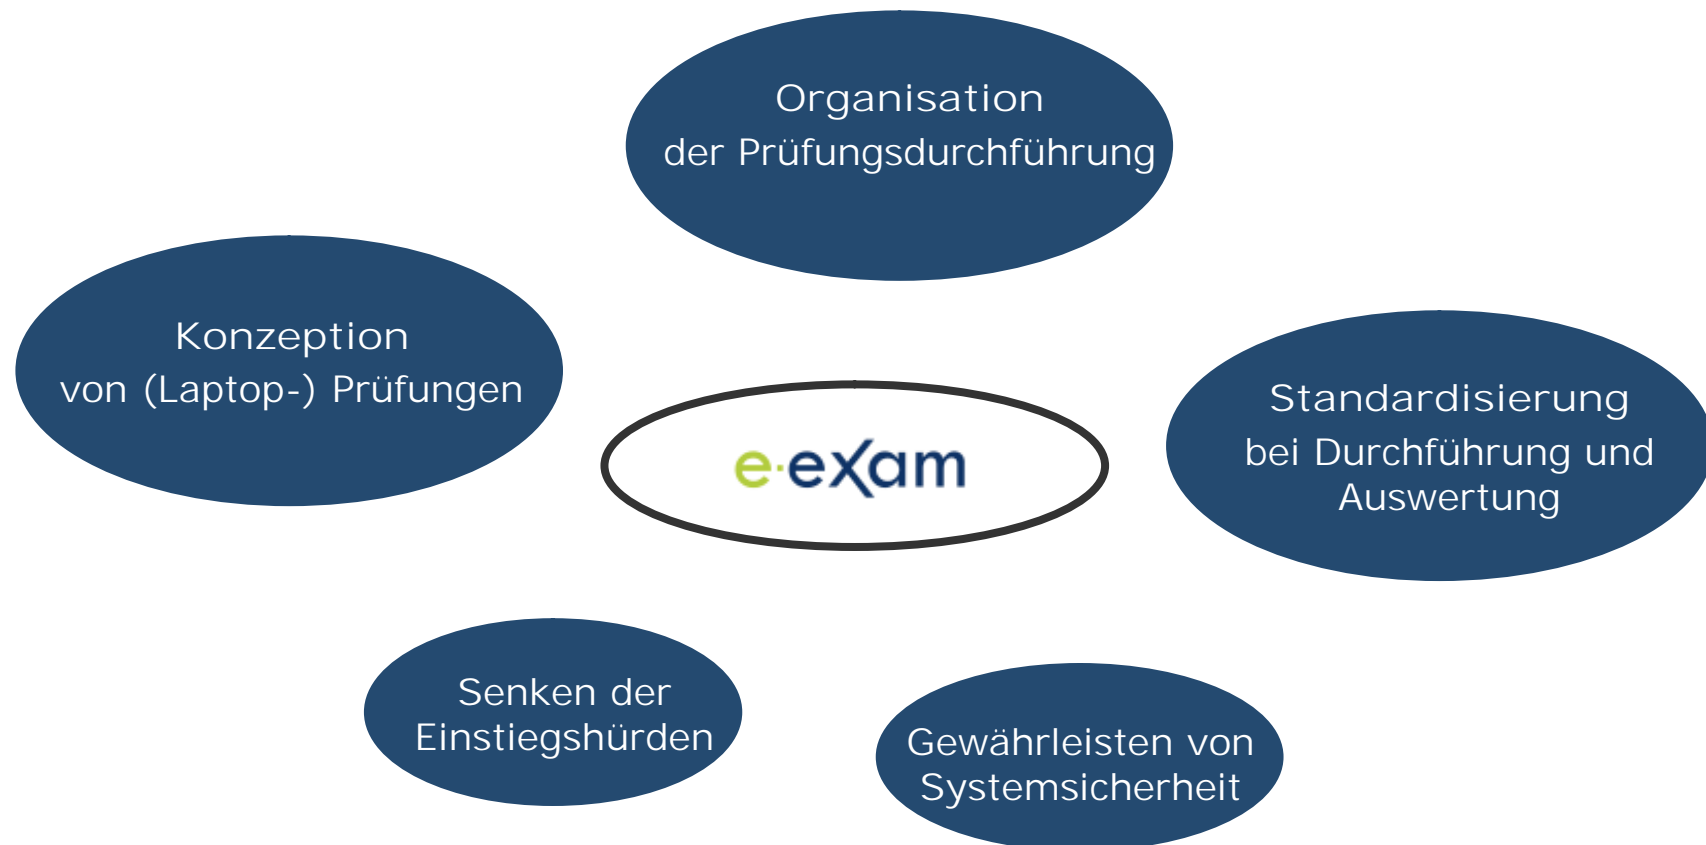 Organisation
der Prüfungsdurchführung
Konzeption
von (Laptop-) Prüfungen
Standardisierung
bei Durchführung und
Auswertung
e·exam
Senken der
Einstiegshürden
Gewährleisten von
Systemsicherheit